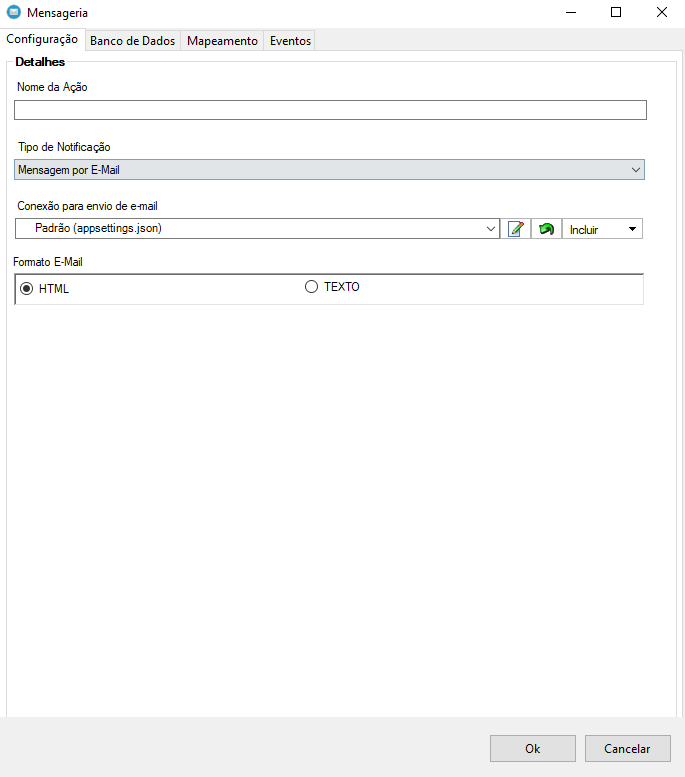 Mensageria
Configuração Banco de Dados Mapeamento Eventos
Detalhes
Nome da Ação
Tipo de Notificação
Mensagem por E-Mail
Conexão para envio de e-mail
Padrão (appsettings.json) Incluir
Formato E-Mail
HTML TEXTO
Ok Cancelar